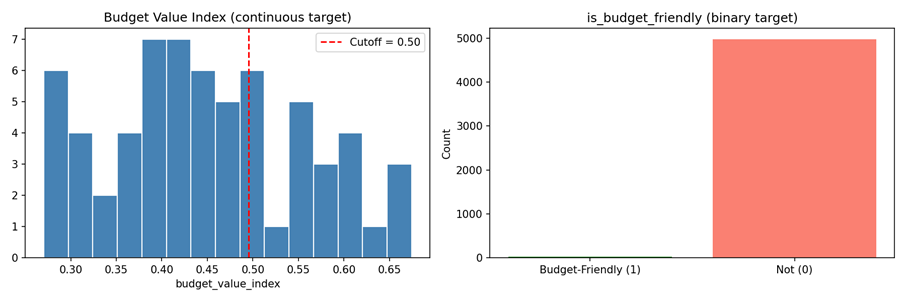 Budget Value Index (continuous target)
7
6
5
4
3
2
1
0
Cutoff = 0.50
0.30 0.35 0.40 0.45 0.50 0.55 0.60 0.65
budget_value_index
is_budget_friendly (binary target)
Count
5000
4000
3000
2000
1000
0
Budget-Friendly (1) Not (0)